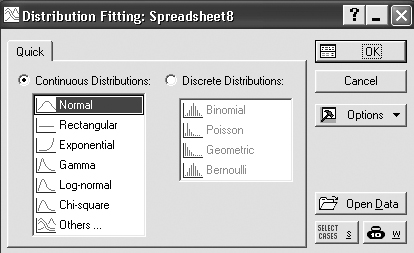 Distribution Fitting: Spreadsheet8
?
Quick
Continuous Distributions:
Normal
Rectangular
Exponential
Gamma
Log-normal
Chi-square
Others ...
Discrete Distributions:
Binomial
Poisson
Geometric
Bernoulli
OK
Cancel
Options
Open Data
SELECT CASES S
10 W